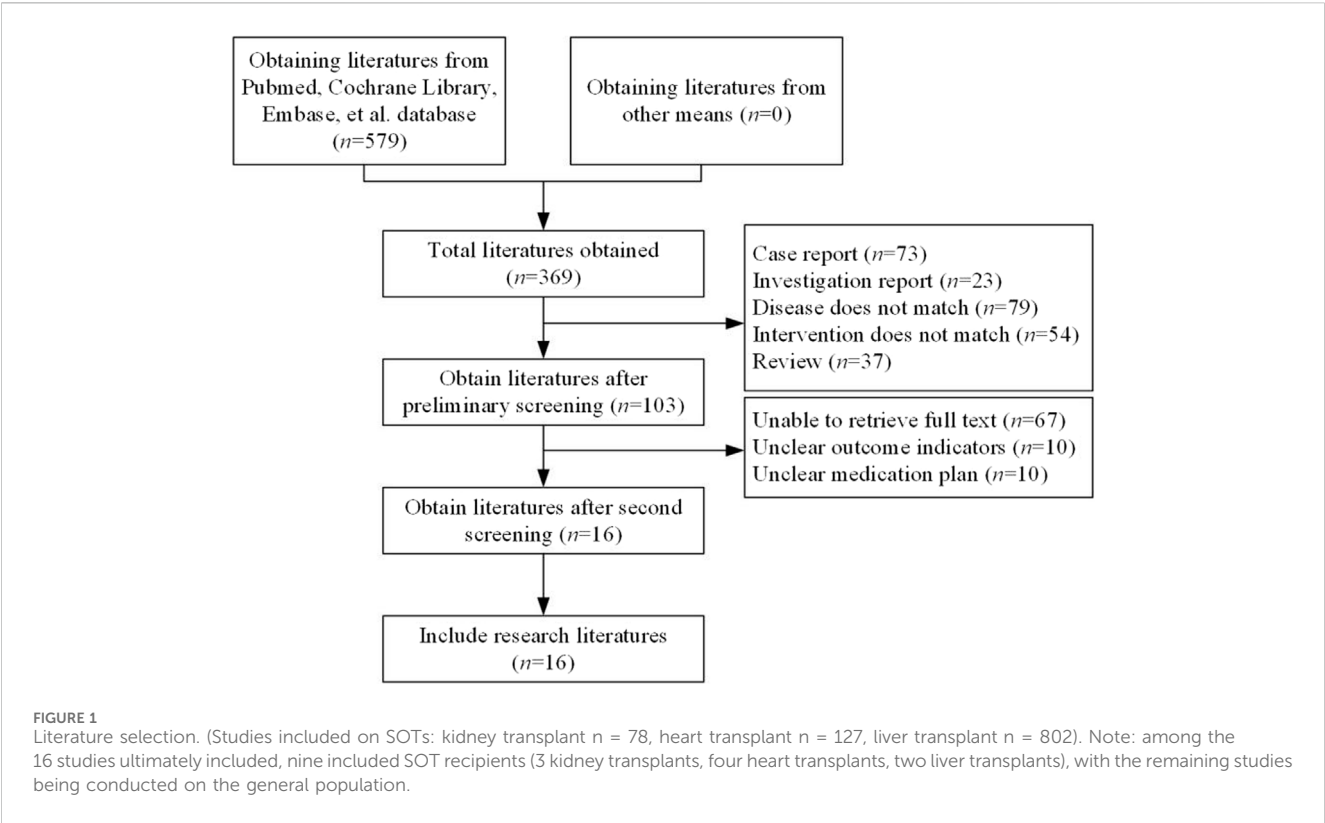 Obtaining literatures from
Pubmed, Cochrane Library,
Embase, et al. database
(n=579)
Obtaining literatures from
other means (n=0)
Total literatures obtained
(n=369)
Case report (n=73)
Investigation report (n=23)
Disease does not match (n=79)
Intervention does not match (n=54)
Review (n=37)
Obtain literatures after
preliminary screening (n=103)
Unable to retrieve full text (n=67)
Unclear outcome indicators (n=10)
Unclear medication plan (n=10)
Obtain literatures after second
screening (n=16)
Include research literatures
(n=16)
FIGURE 1
Literature selection. (Studies included on SOTs: kidney transplant n = 78, heart transplant n = 127, liver transplant n = 802). Note: among the
16 studies ultimately included, nine included SOT recipients (3 kidney transplants, four heart transplants, two liver transplants), with the remaining studies
being conducted on the general population.